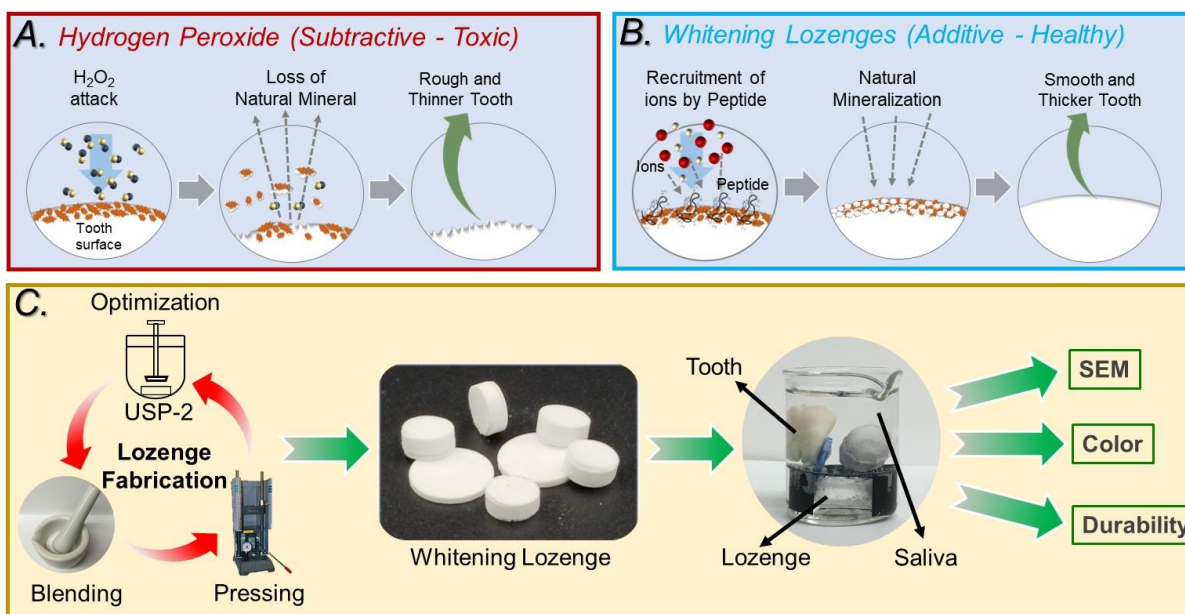 A. Hydrogen Peroxide (Subtractive - Toxic)
H₂O₂
attack
Loss of
Natural Mineral
Rough and
Thinner Tooth
Tooth
surface
B. Whitening Lozenges (Additive - Healthy)
Recruitment of
ions by Peptide
Natural
Mineralization
Smooth and
Thicker Tooth
Ions
Peptide
C.
Optimization
USP-2
Lozenge
Fabrication
Blending
Pressing
Whitening Lozenge
Tooth
Lozenge
Saliva
SEM
Color
Durability